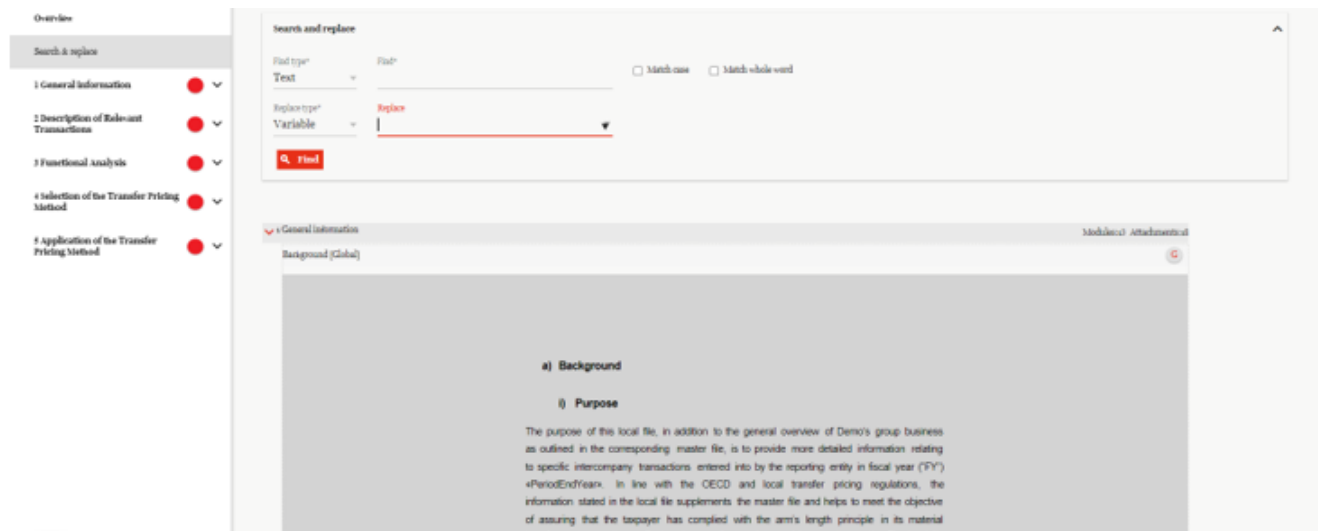 Overview
Search & replace
1 General information
2 Description of Relevant
Transactions
3 Functional Analysis
4 Selection of the Transfer Pricing
Method
5 Application of the Transfer
Pricing Method
Search and replace
Find type*
Find*
Text
Match case
Match whole word
Replace type*
Replace
Variable
Find
General information
Attachments
Background (Global)
G
a) Background
i) Purpose
The purpose of this local file, in addition to the general overview of Demo's group business
as outlined in the corresponding master file, is to provide more detailed information relating
to specific intercompany transactions entered into by the reporting entity in fiscal year ("FY")
«PeriodEndYear». In line with the OECD and local transfer pricing regulations, the
information stated in the local file supplements the master file and helps to meet the objective
of assuring that the taxpayer has complied with the arm's length principle in its material